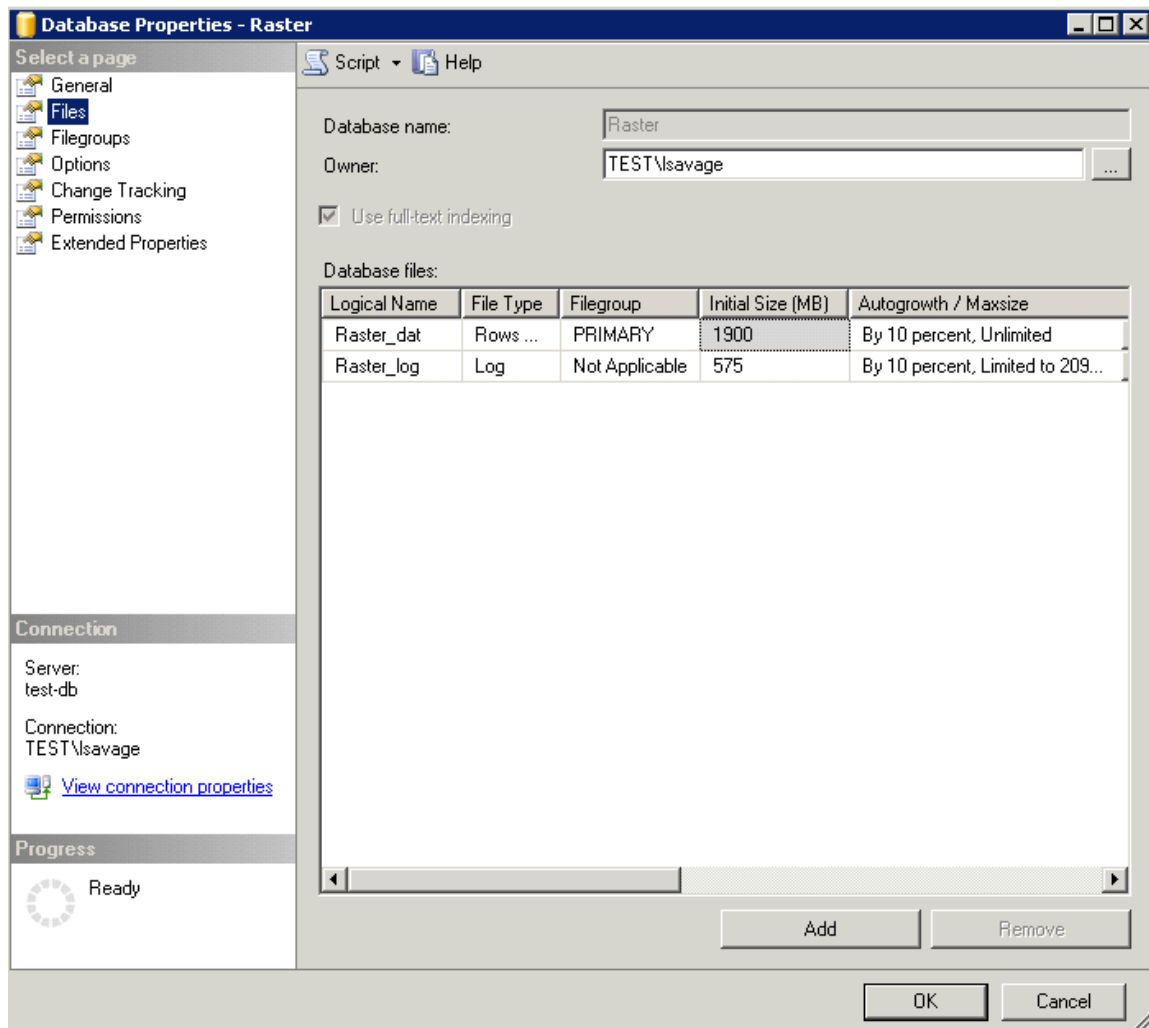 Database Properties - Raster
Select a page
General
Files
Filegroups
Options
Change Tracking
Permissions
Extended Properties
Connection
Server:
test-db
Connection:
TEST\lsavage
View connection properties
Progress
Ready
Script Help
Database name: Raster
Owner: TEST\lsavage ...
Use full-text indexing
Database files:
Logical Name File Type Filegroup Initial Size (MB) Autogrowth / Maxsize
Raster_dat Rows ... PRIMARY 1900 By 10 percent, Unlimited
Raster_log Log Not Applicable 575 By 10 percent, Limited to 209...
Add Remove
OK Cancel